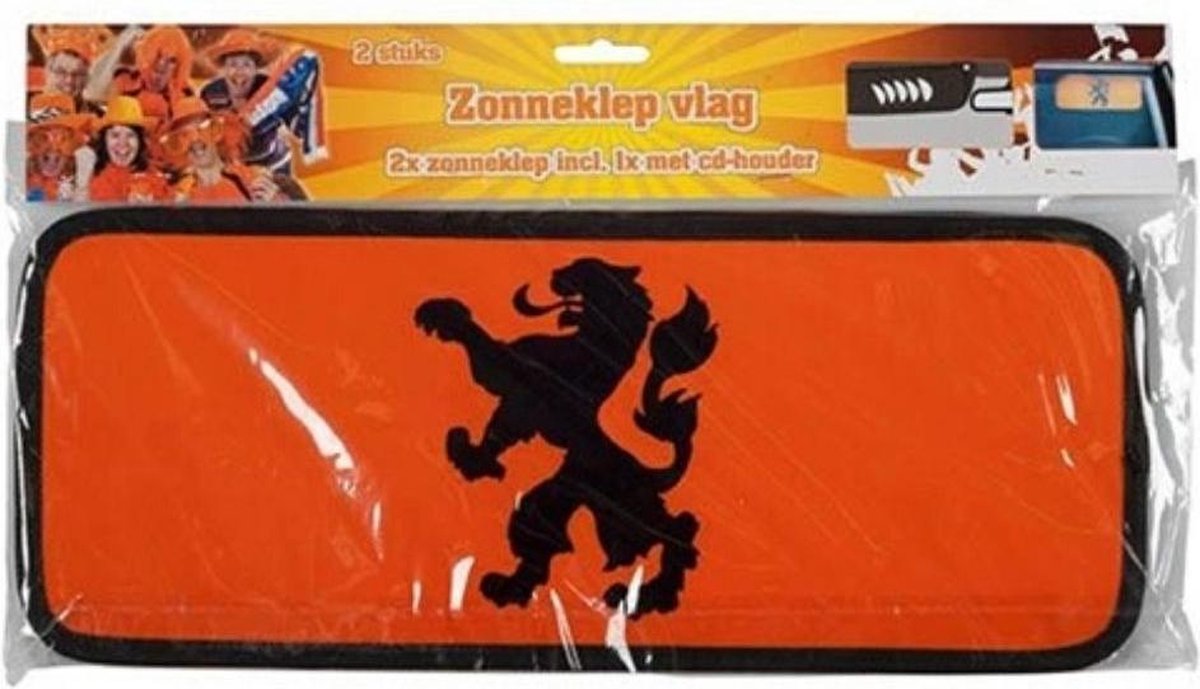 2 stuks
Zonneklep vlag
2x zonneklep incl. 1x met cd-houder